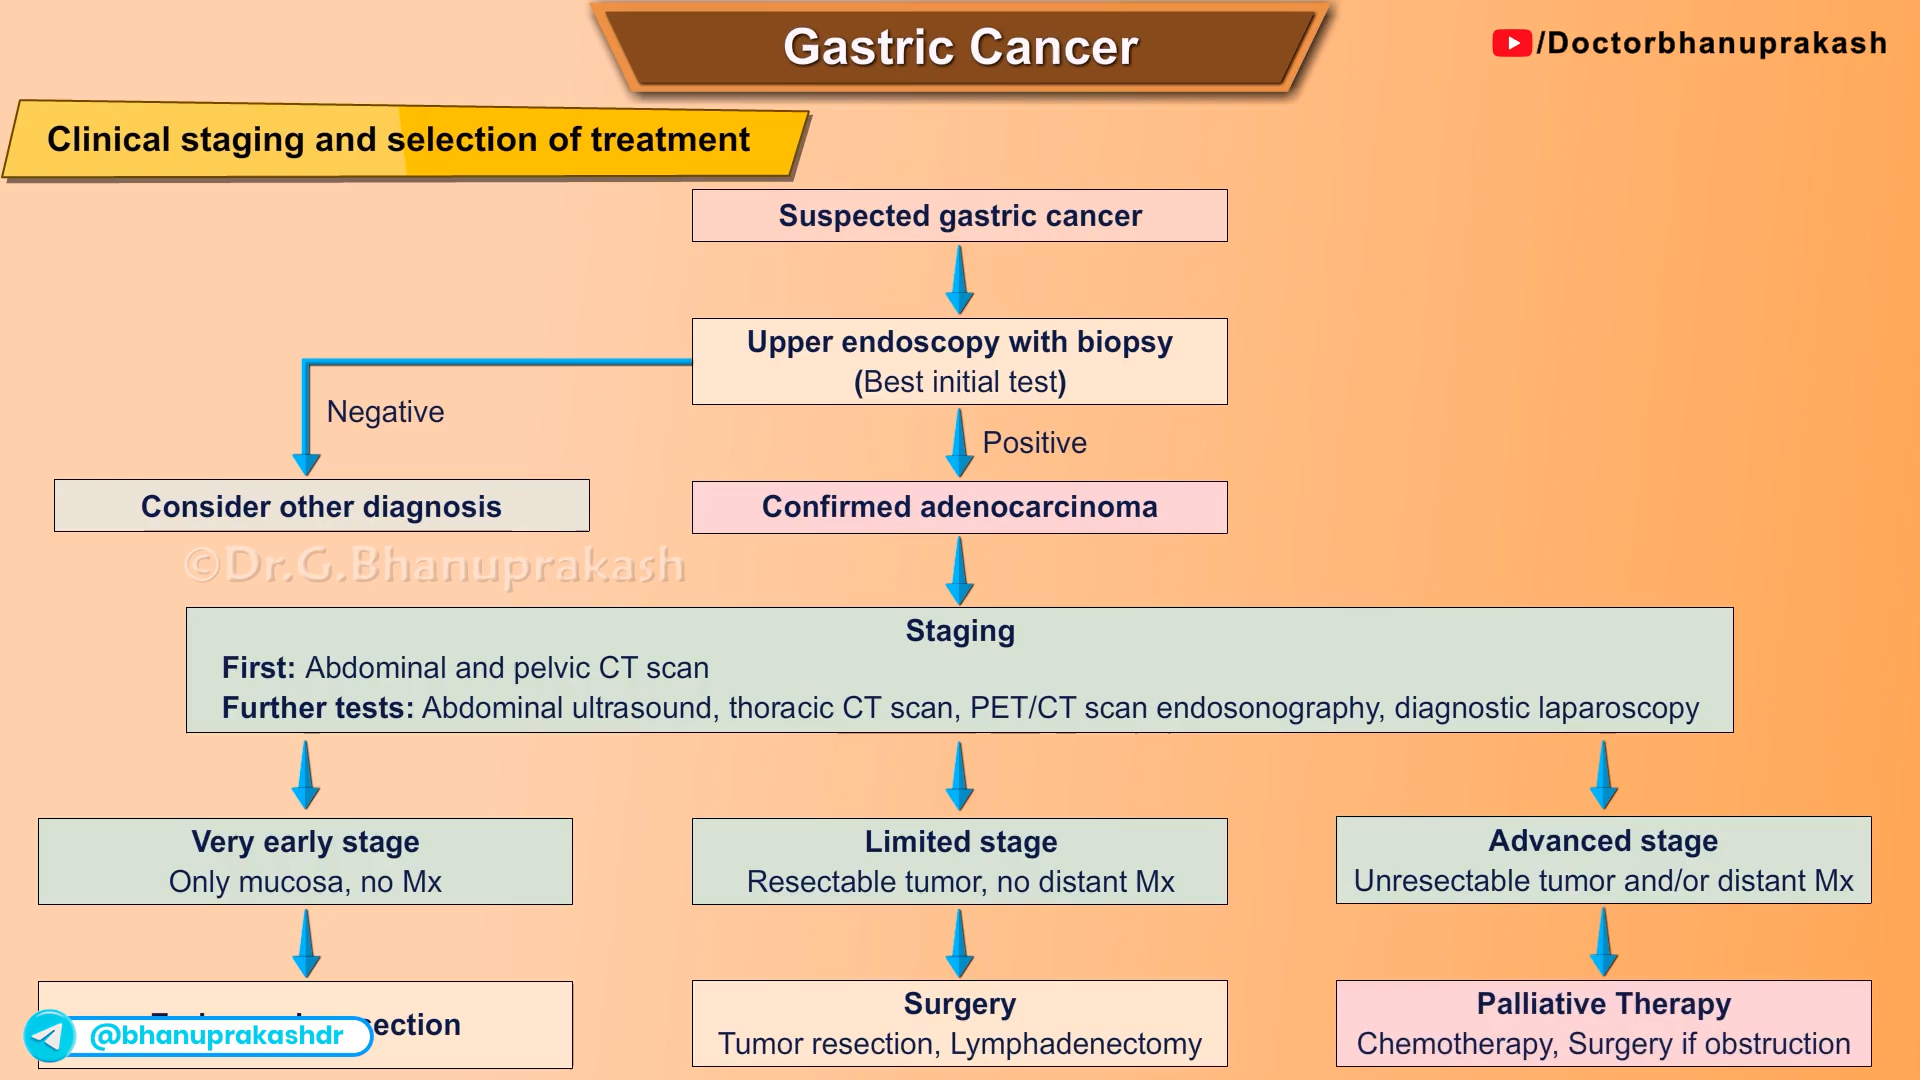 Gastric Cancer
/Doctorbhanuprakash
Clinical staging and selection of treatment
Suspected gastric cancer
Upper endoscopy with biopsy
(Best initial test)
Negative
Positive
Consider other diagnosis
Confirmed adenocarcinoma
©Dr.G.Bhanuprakash
Staging
First: Abdominal and pelvic CT scan
Further tests: Abdominal ultrasound, thoracic CT scan, PET/CT scan endosonography, diagnostic laparoscopy
Very early stage
Only mucosa, no Mx
Limited stage
Resectable tumor, no distant Mx
Advanced stage
Unresectable tumor and/or distant Mx
@bhanuprakashdr
Surgery
Tumor resection, Lymphadenectomy
Palliative Therapy
Chemotherapy, Surgery if obstruction